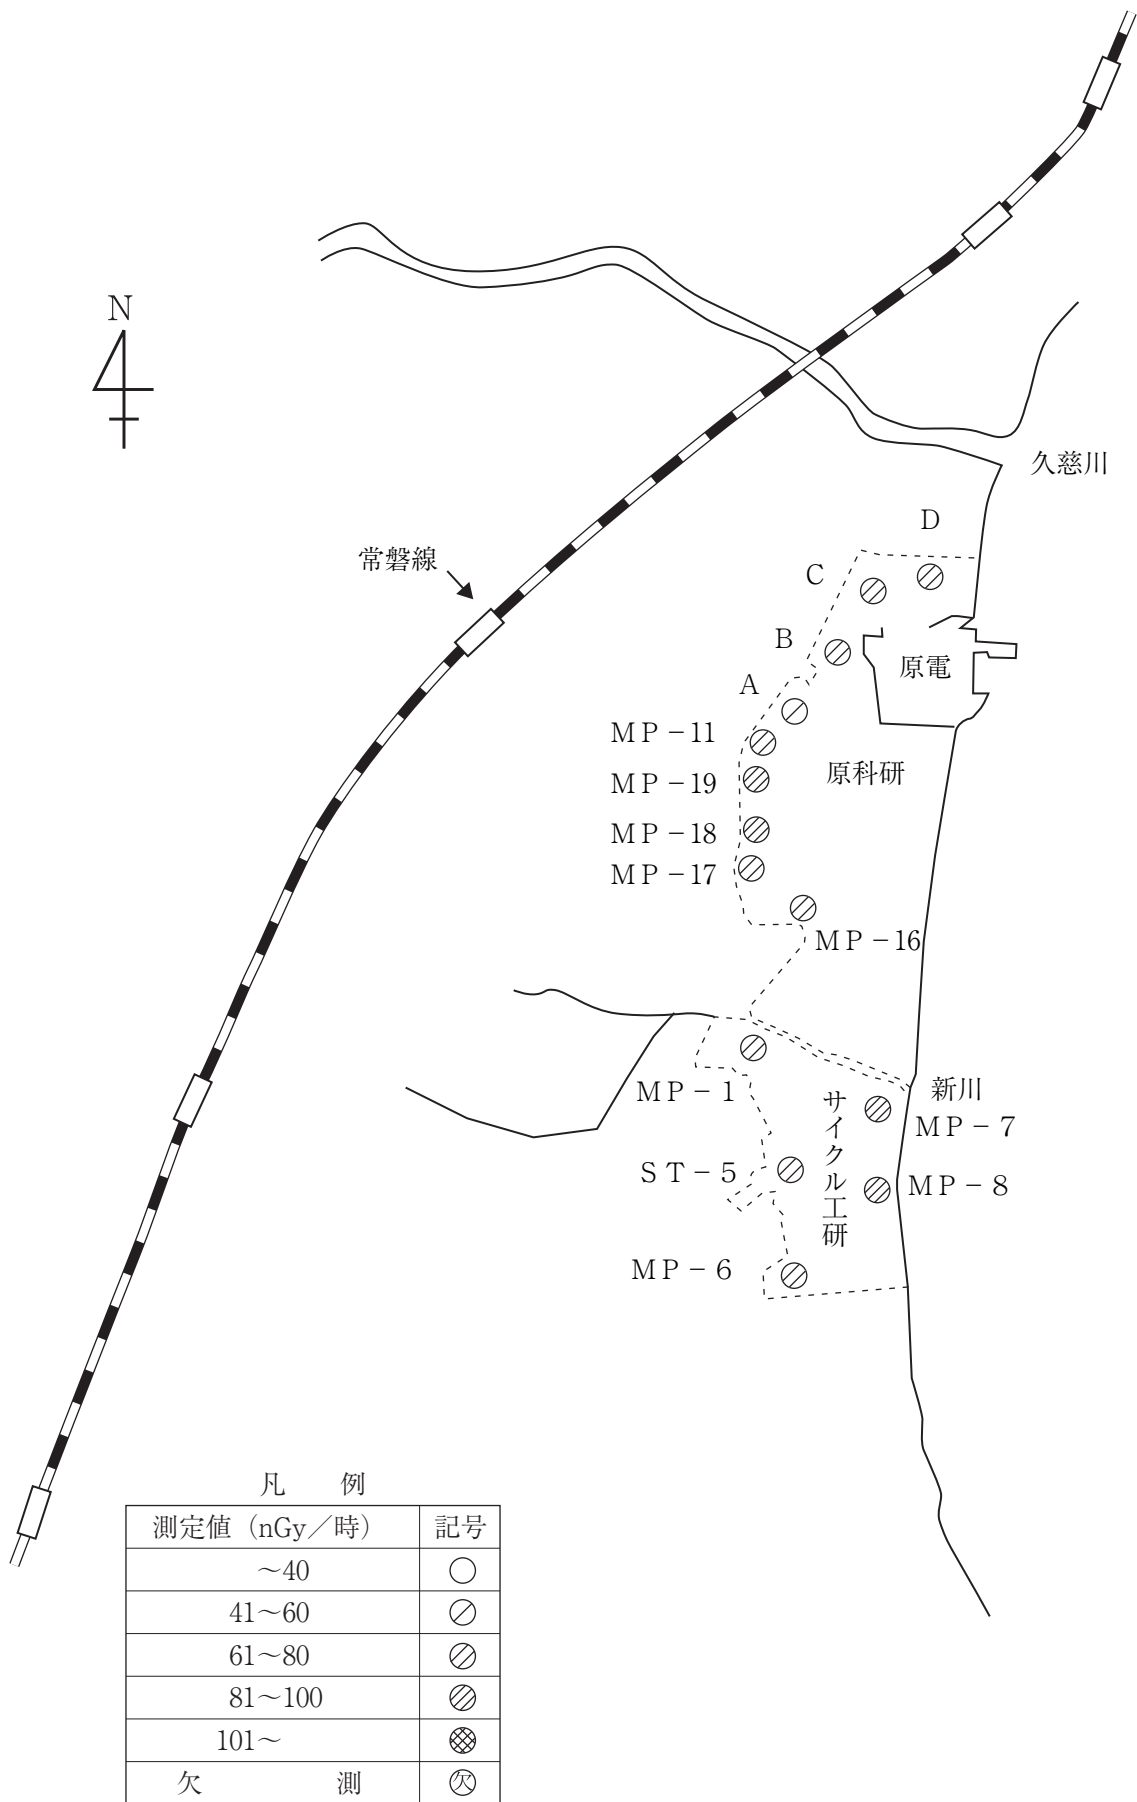 N
久慈川
D
常磐線
C
B
原電
A
MP-11
原科研
MP-19
MP-18
MP-17
MP-16
新川
MP-1
MP-7
サイクル工研
ST-5
MP-8
MP-6
凡 例
測定値（nGy／時） 記号
～40
41～60
61～80
81～100
101～
欠 測 欠